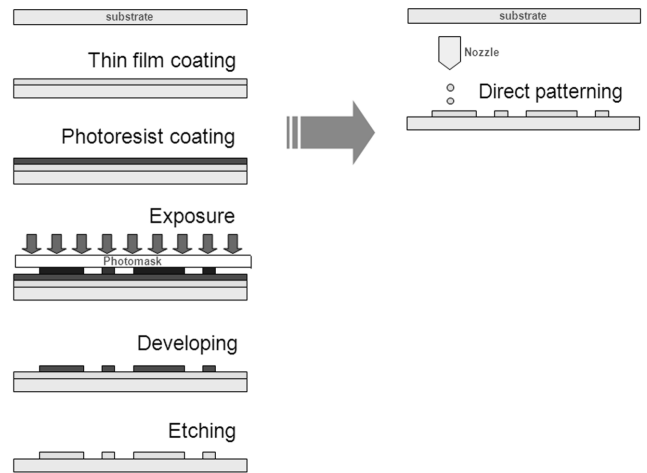 substrate
Thin film coating
Photoresist coating
Exposure
Photomask
Developing
Etching
substrate
Nozzle
Direct patterning